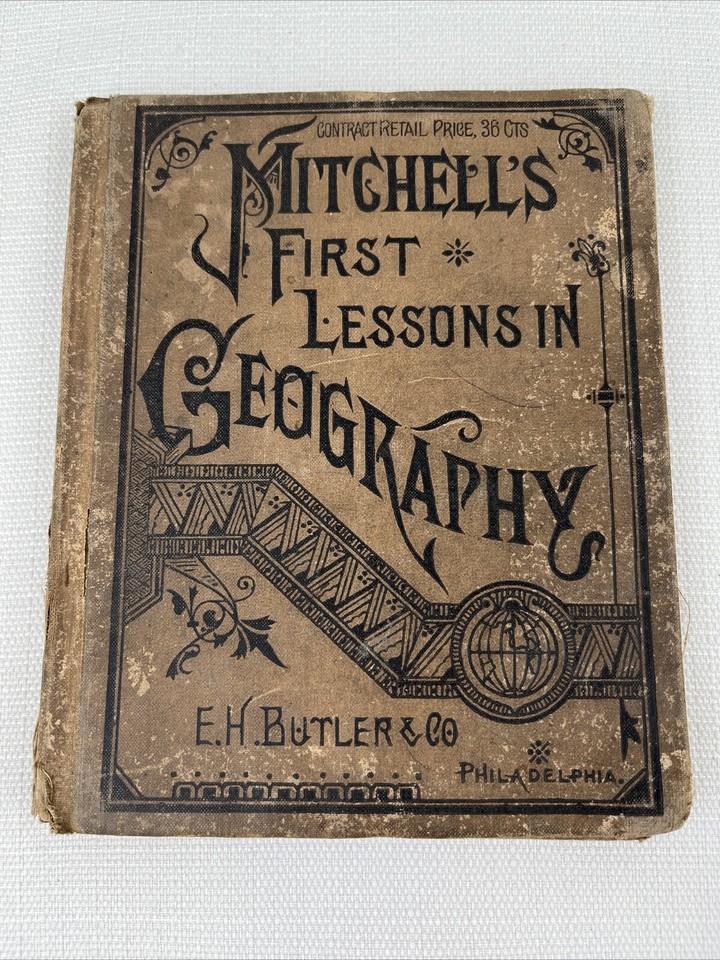 CONTRACT RETAIL PRICE, 36 CTS
MITCHELL'S
FIRST
LESSONS IN
GEOGRAPHY
E.H. BUTLER & CO
PHILADELPHIA.